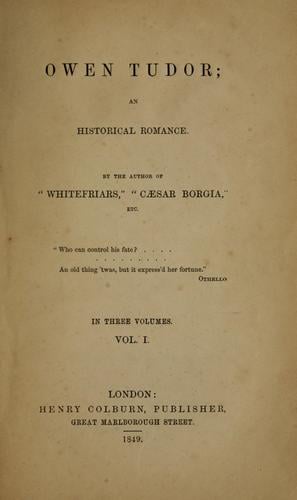 OWEN TUDOR;
AN
HISTORICAL ROMANCE.
BY THE AUTHOR OF
"WHITEFRIARS," "CÆSAR BORGIA,"
ETC.
"Who can control his fate? . . . .
. . . . . . . . .
An old thing 'twas, but it express'd her fortune."
OTHELLO
IN THREE VOLUMES.
VOL. I.
LONDON:
HENRY COLBURN, PUBLISHER,
GREAT MARLBOROUGH STREET.
1849.